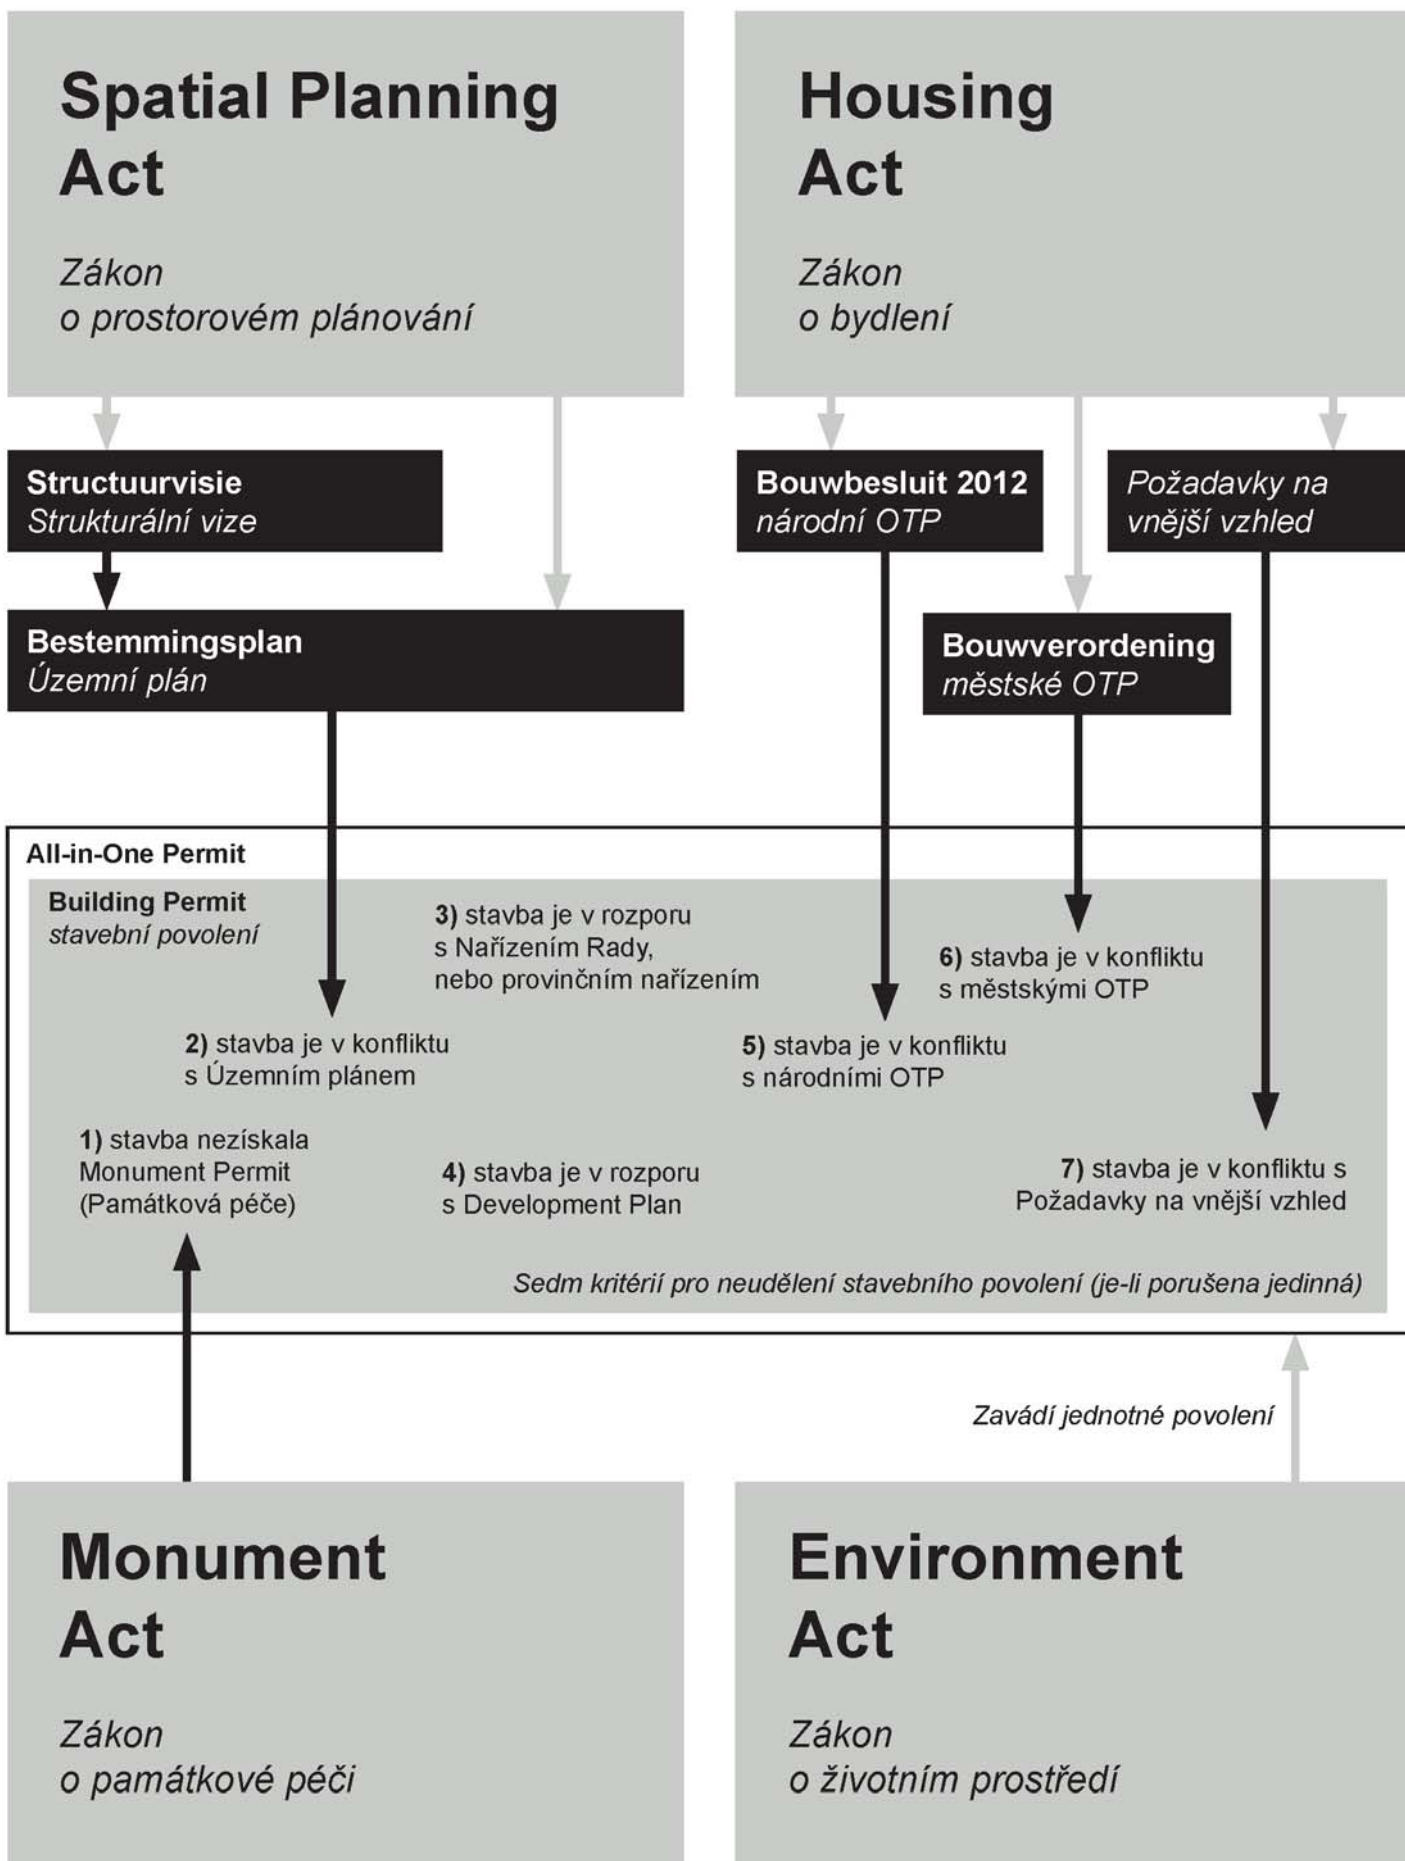 Spatial Planning
Act
Zákon
o prostorovém plánování
Housing
Act
Zákon
o bydlení
Structuurvisie
Strukturální vize
Bestemmingsplan
Územní plán
Bouwbesluit 2012
národní OTP
Požadavky na
vnější vzhled
Bouwverordening
městské OTP
All-in-One Permit
Building Permit
stavební povolení
1) stavba nezískala
Monument Permit
(Památková péče)
2) stavba je v konfliktu
s Územním plánem
3) stavba je v rozporu
s Nařízením Rady,
nebo provinčním nařízením
4) stavba je v rozporu
s Development Plan
5) stavba je v konfliktu
s národními OTP
6) stavba je v konfliktu
s městskými OTP
7) stavba je v konfliktu s
Požadavky na vnější vzhled
Sedm kritérií pro neudělení stavebního povolení (je-li porušena jedinná)
Zavádí jednotné povolení
Monument
Act
Zákon
o památkové péči
Environment
Act
Zákon
o životním prostředí